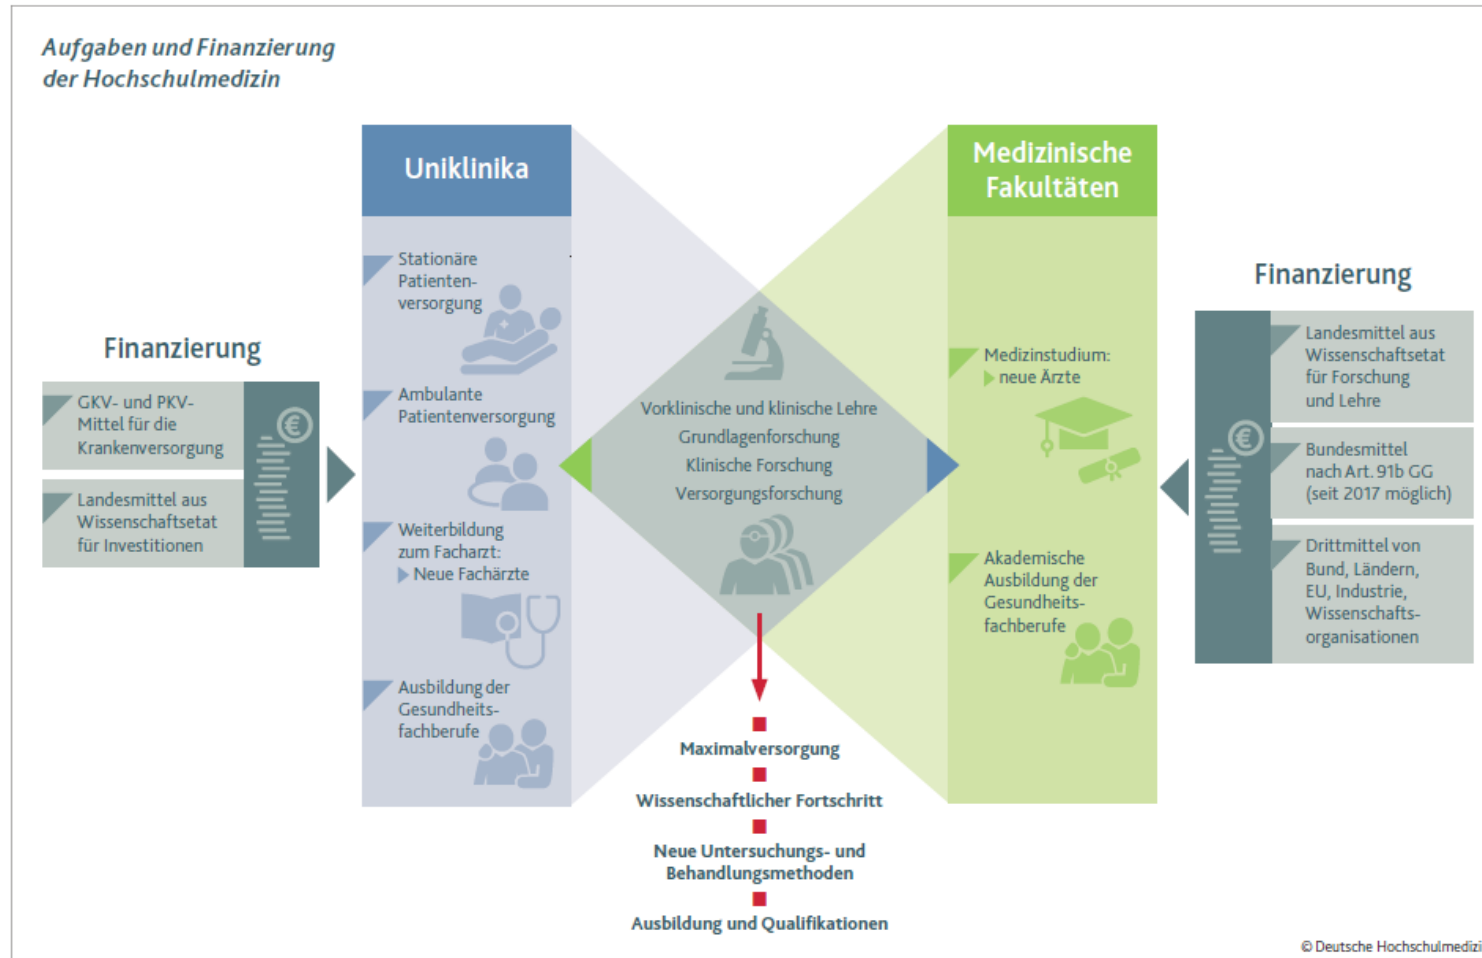 Aufgaben und Finanzierung
der Hochschulmedizin
Finanzierung
GKV- und PKV-
Mittel für die
Krankenversorgung
Landesmittel aus
Wissenschaftsetat
für Investitionen
Uniklinika
Stationäre
Patienten-
versorgung
Ambulante
Patientenversorgung
Weiterbildung
zum Facharzt:
Neue Fachärzte
Ausbildung der
Gesundheits-
fachberufe
Vorklinische und klinische Lehre
Grundlagenforschung
Klinische Forschung
Versorgungsforschung
Maximalversorgung
Wissenschaftlicher Fortschritt
Neue Untersuchungs- und
Behandlungsmethoden
Ausbildung und Qualifikationen
Medizinische
Fakultäten
Medizinstudium:
neue Ärzte
Akademische
Ausbildung der
Gesundheits-
fachberufe
Finanzierung
Landesmittel aus
Wissenschaftsetat
für Forschung
und Lehre
Bundesmittel
nach Art. 91b GG
(seit 2017 möglich)
Drittmittel von
Bund, Ländern,
EU, Industrie,
Wissenschafts-
organisationen
© Deutsche Hochschulmedizi